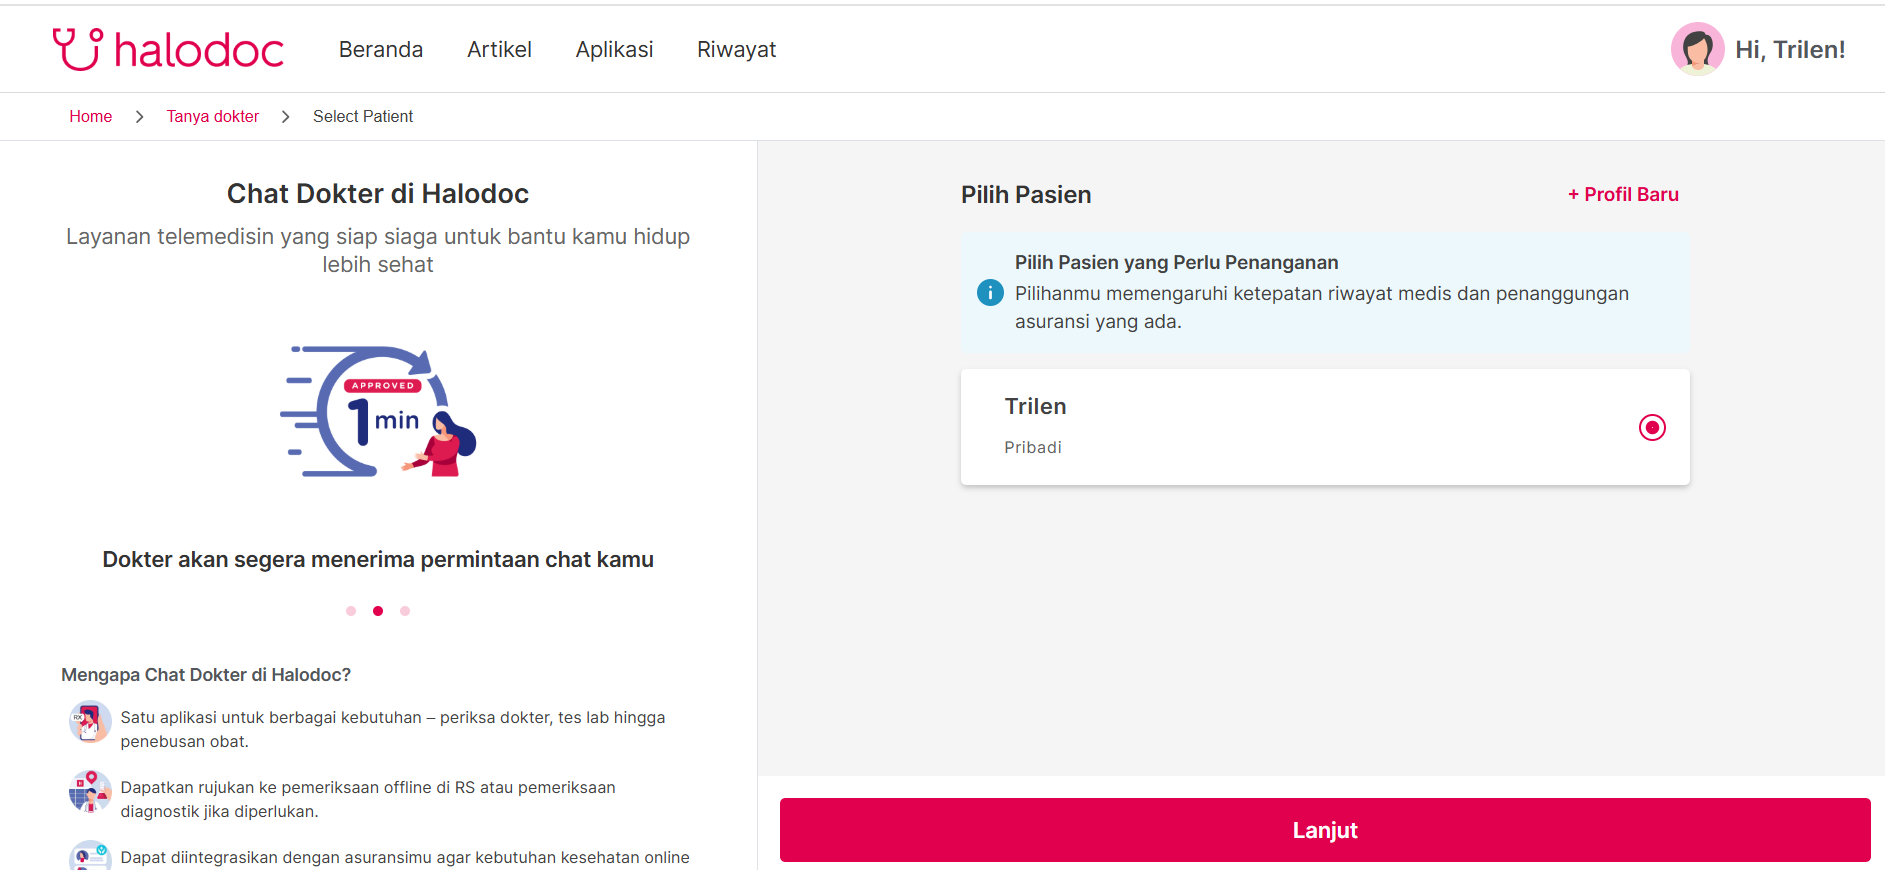 halodoc
Beranda
Artikel
Aplikasi
Riwayat
Hi, Trilen!
Home
Tanya dokter
Select Patient
Chat Dokter di Halodoc
Layanan telemedisin yang siap siaga untuk bantu kamu hidup
lebih sehat
APPROVED
1 min
Dokter akan segera menerima permintaan chat kamu
Mengapa Chat Dokter di Halodoc?
RX
Satu aplikasi untuk berbagai kebutuhan – periksa dokter, tes lab hingga
penebusan obat.
Dapatkan rujukan ke pemeriksaan offline di RS atau pemeriksaan
diagnostik jika diperlukan.
Dapat diintegrasikan dengan asuransimu agar kebutuhan kesehatan online
Pilih Pasien
+ Profil Baru
Pilih Pasien yang Perlu Penanganan
Pilihanmu memengaruhi ketepatan riwayat medis dan penanggungan
asuransi yang ada.
Trilen
Pribadi
Lanjut